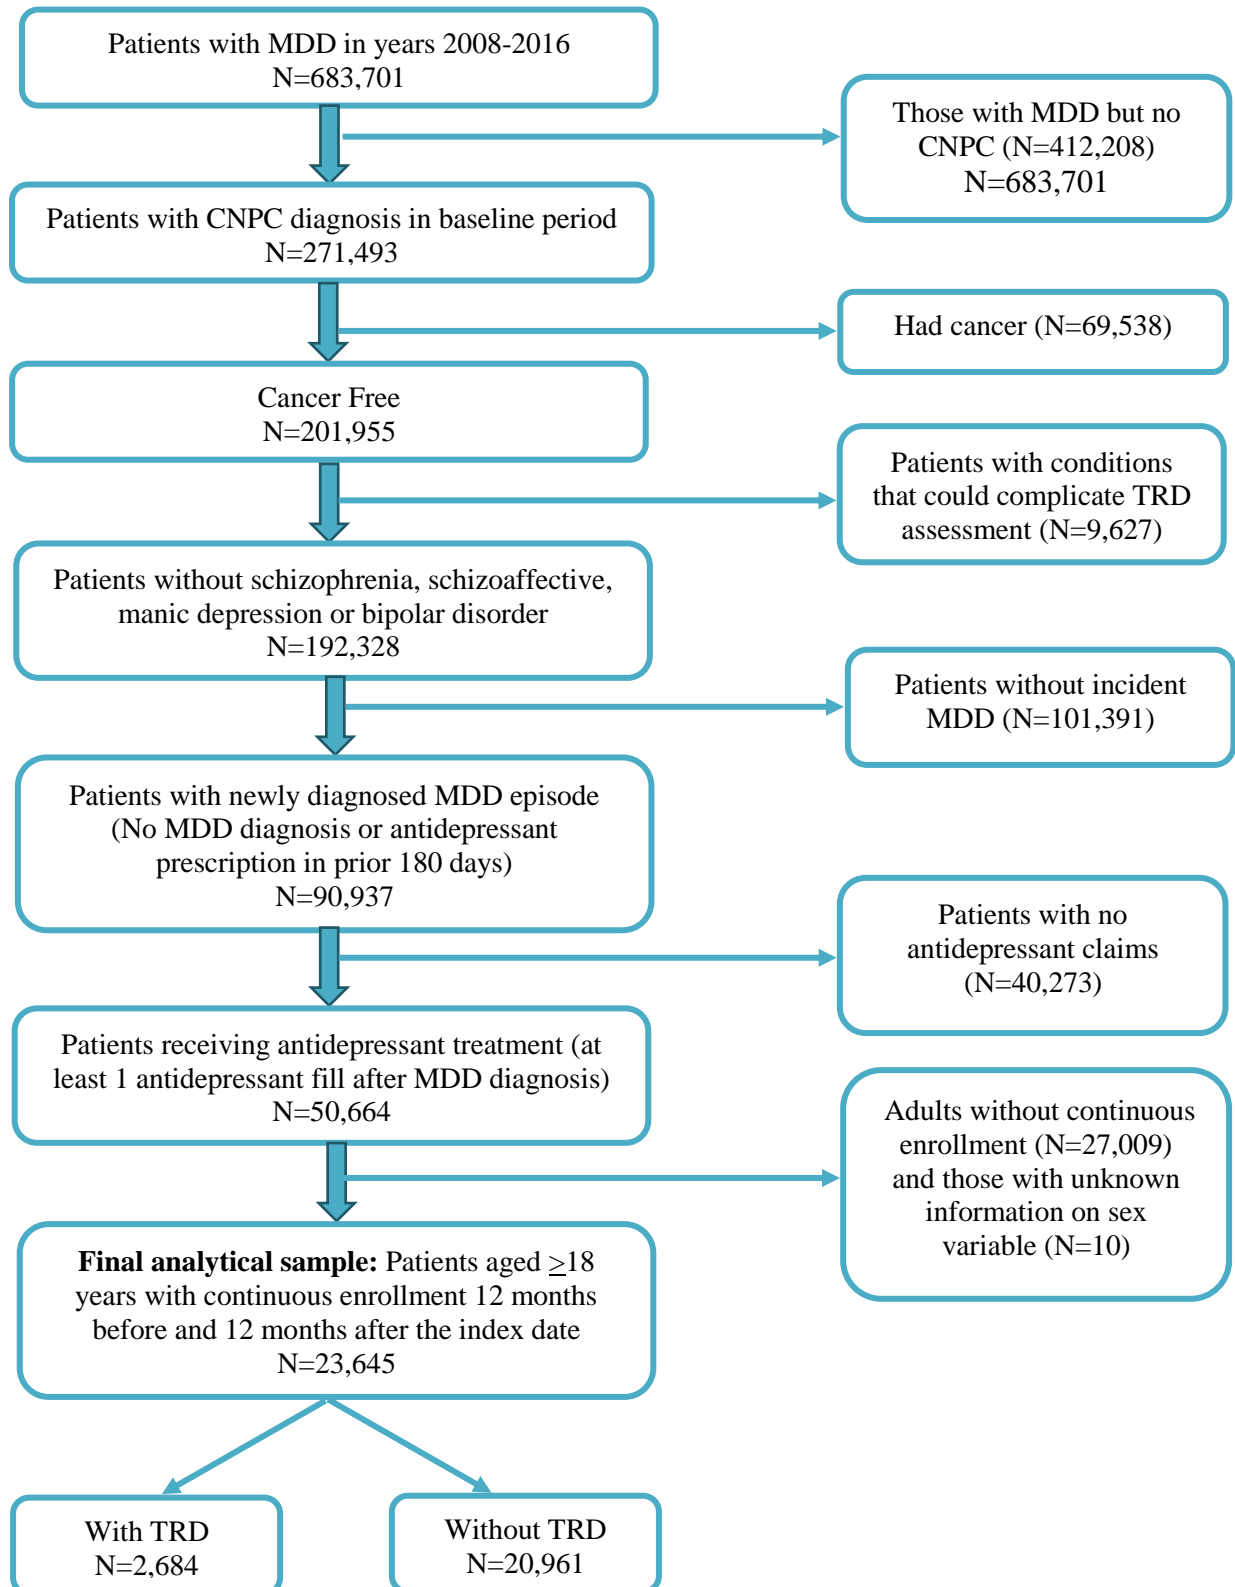 Patients with MDD in years 2008-2016
N=683,701
Those with MDD but no
CNPC (N=412,208)
N=683,701
Patients with CNPC diagnosis in baseline period
N=271,493
Had cancer (N=69,538)
Cancer Free
N=201,955
Patients with conditions
that could complicate TRD
assessment (N=9,627)
Patients without schizophrenia, schizoaffective,
manic depression or bipolar disorder
N=192,328
Patients without incident
MDD (N=101,391)
Patients with newly diagnosed MDD episode
(No MDD diagnosis or antidepressant
prescription in prior 180 days)
N=90,937
Patients with no
antidepressant claims
(N=40,273)
Patients receiving antidepressant treatment (at
least 1 antidepressant fill after MDD diagnosis)
N=50,664
Adults without continuous
enrollment (N=27,009)
and those with unknown
information on sex
variable (N=10)
Final analytical sample: Patients aged ≥18
years with continuous enrollment 12 months
before and 12 months after the index date
N=23,645
With TRD
N=2,684
Without TRD
N=20,961